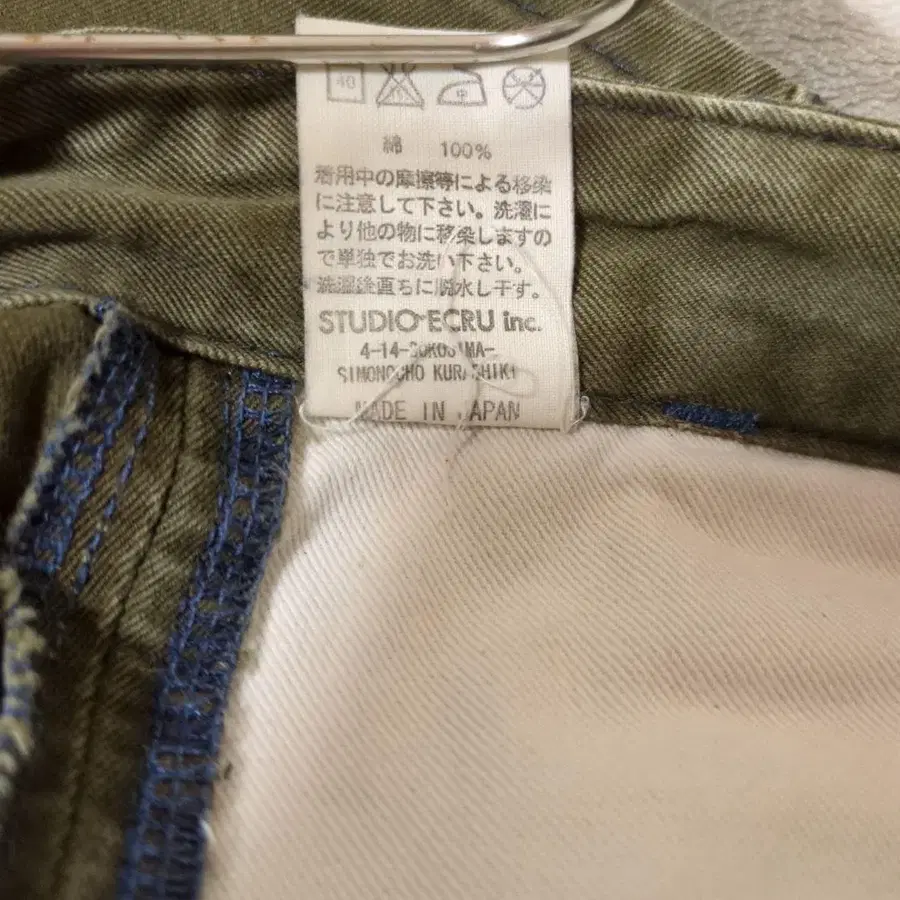 40
中
綿 100%
着用中の摩擦等による移染
に注意して下さい。洗濯に
より他の物に移染しますの
で単独でお洗い下さい。
洗濯後直ちに脱水し干す。
STUDIO ECRU inc.
4-14-
SIMONOCHO KURASHIKI
MADE IN JAPAN